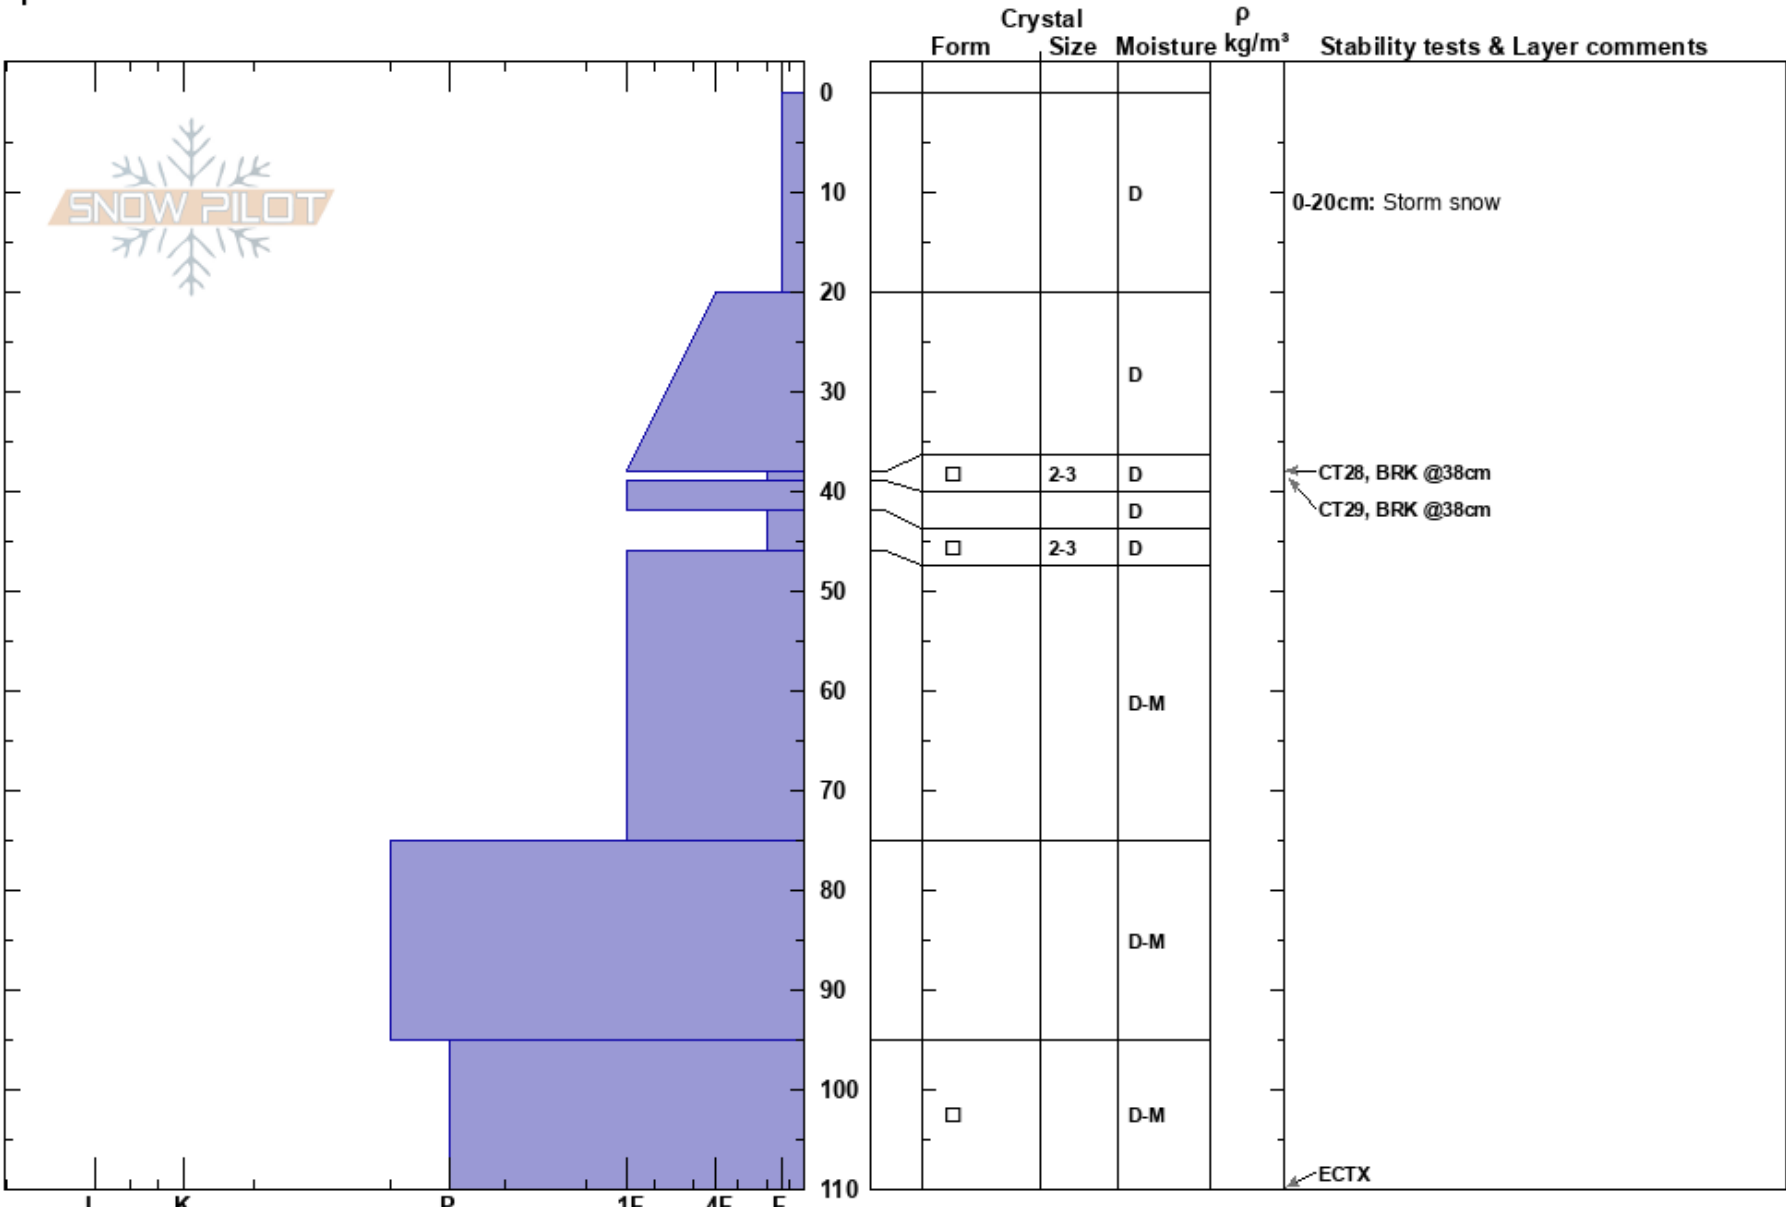 Crystal ρ
Form Size Moisture kg/m³ Stability tests & Layer comments
0
SNOW PILOT
10 D 0-20cm: Storm snow
20
D
30
2-3 D CT28, BRK @38cm
40
D CT29, BRK @38cm
2-3 D
50
60
D-M
70
80
D-M
90
100
D-M
ECTX
110
I K P 1F 4F F